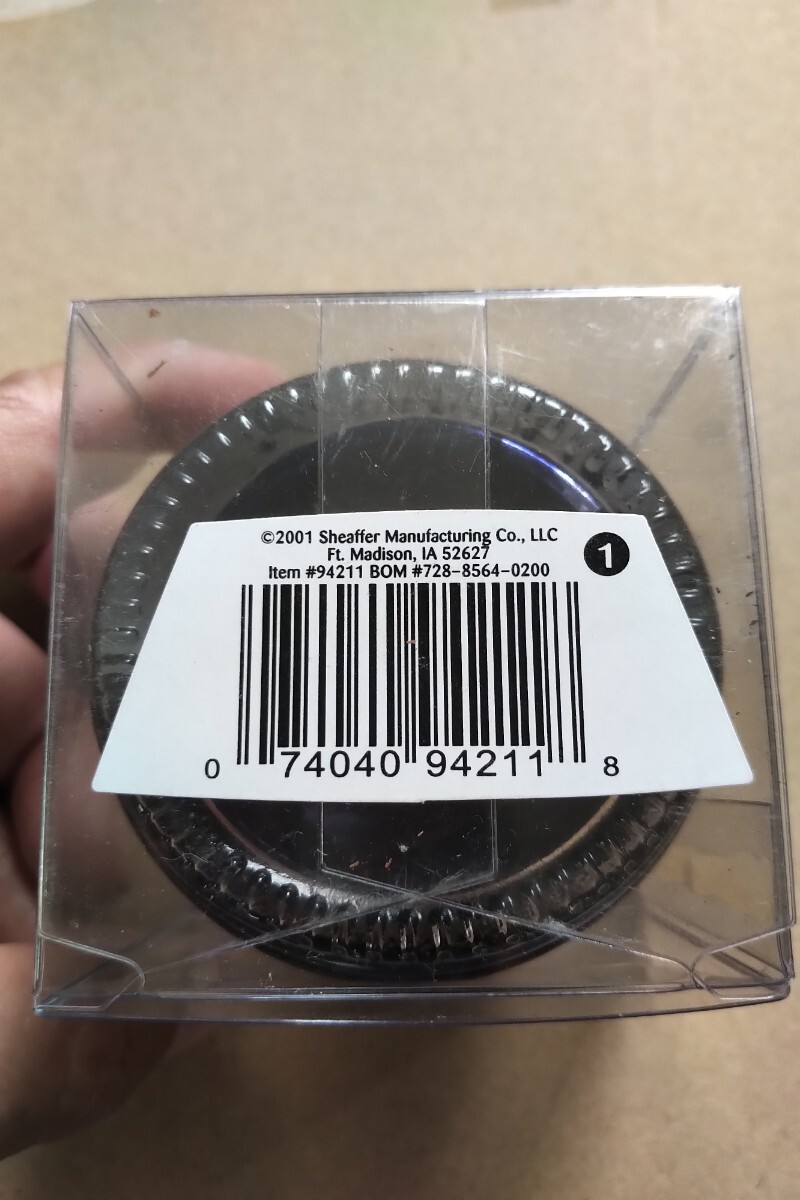 ©2001 Sheaffer Manufacturing Co., LLC
Ft. Madison, IA 52627
Item #94211 BOM #728-8564-0200
1
0 74040 94211 8